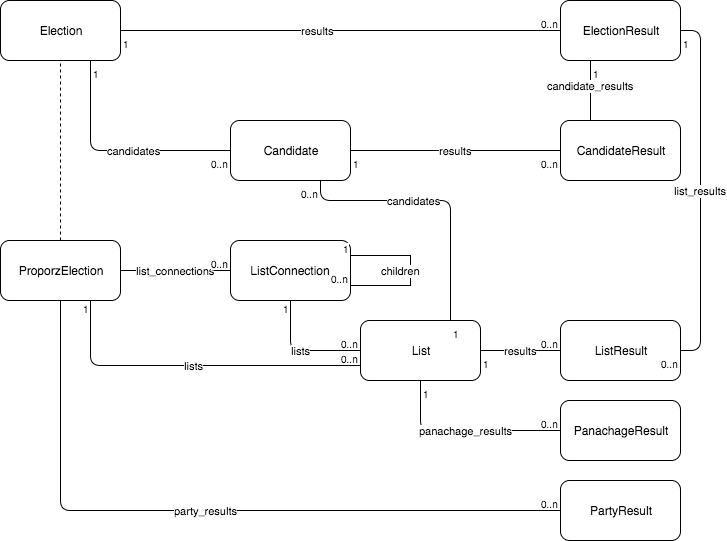 Election
1
results
0..n
ElectionResult
1
1
1
candidate_results
candidates
0..n
Candidate
1
results
0..n
CandidateResult
0..n
candidates
list_results
ProporzElection
list_connections
0..n
ListConnection
1
0..n
children
1
1
lists
0..n
lists
0..n
List
1
1
results
0..n
ListResult
0..n
1
panachage_results
0..n
PanachageResult
party_results
0..n
PartyResult